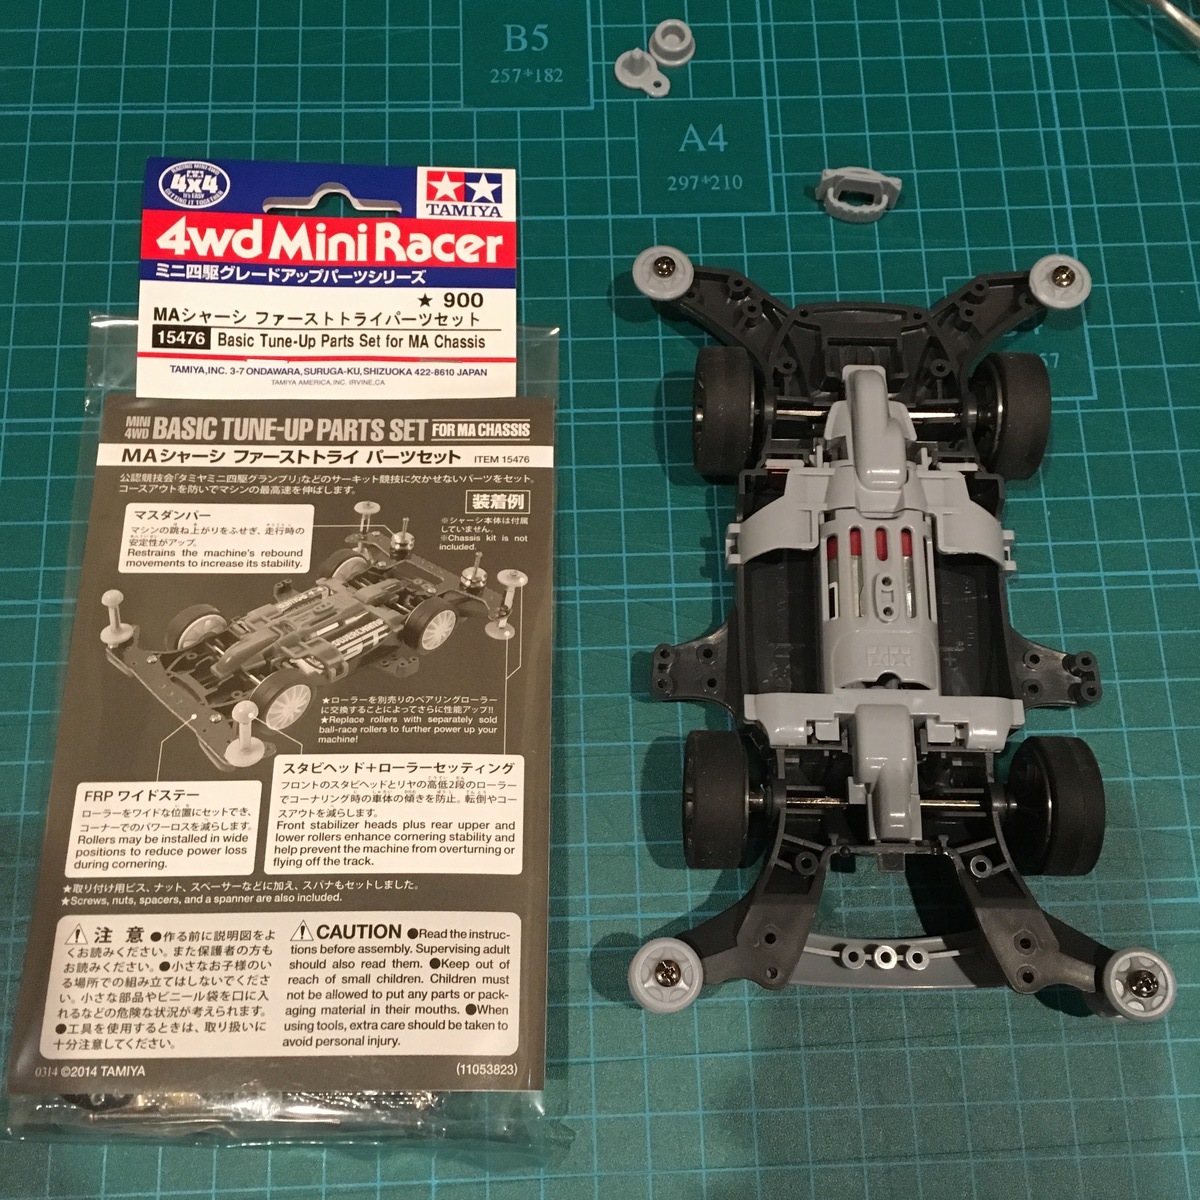 B5
257*182
A4
297*210
RACING MINI 4WD
4x4
It's EASY
GETTING IT TOGETHER
TAMIYA
4wd Mini Racer
ミニ四駆グレードアップパーツシリーズ
★ 900
MAシャーシ ファーストトライパーツセット
15476 Basic Tune-Up Parts Set for MA Chassis
TAMIYA,INC. 3-7 ONDAWARA, SURUGA-KU, SHIZUOKA 422-8610 JAPAN
TAMIYA AMERICA,INC. IRVINE,CA
MINI 4WD BASIC TUNE-UP PARTS SET FOR MA CHASSIS
MAシャーシ ファーストトライ パーツセット ITEM 15476
公認競技会「タミヤミニ四駆グランプリ」などのサーキット競技に欠かせないパーツをセット。
コースアウトを防いでマシンの最高速を伸ばします。
装着例
※シャーシ本体は付属
していません。
※Chassis kit is not
included.
マスダンパー
マシンの跳ね上がりをふせぎ、走行時の
安定性がアップ。
Restrains the machine's rebound
movements to increase its stability.
★ローラーを別売りのベアリングローラー
に交換することによってさらに性能アップ!!
★Replace rollers with separately sold
ball-race rollers to further power up your
machine!
スタビヘッド+ローラーセッティング
フロントのスタビヘッドとリヤの高低2段のローラー
でコーナリング時の車体の傾きを防止。転倒やコー
スアウトを減らします。
Front stabilizer heads plus rear upper and
lower rollers enhance cornering stability and
help prevent the machine from overturning or
flying off the track.
FRP ワイドステー
ローラーをワイドな位置にセットでき、
コーナーでのパワーロスを減らします。
Rollers may be installed in wide
positions to reduce power loss
during cornering.
★取り付け用ビス、ナット、スペーサーなどに加え、スパナもセットしました。
★Screws, nuts, spacers, and a spanner are also included.
注 意 ●作る前に説明図をよ
くお読みください。また保護者の方も
お読みください。●小さなお子様のい
る場所での組み立てはしないでくださ
い。小さな部品やビニール袋を口に入
れるなどの危険な状況が考えられます。
●工具を使用するときは、取り扱いに
十分注意してください。
CAUTION ●Read the instruc-
tions before assembly. Supervising adult
should also read them. ●Keep out of
reach of small children. Children must
not be allowed to put any parts or pack-
aging material in their mouths. ●When
using tools, extra care should be taken to
avoid personal injury.
0314 ©2014 TAMIYA
(11053823)